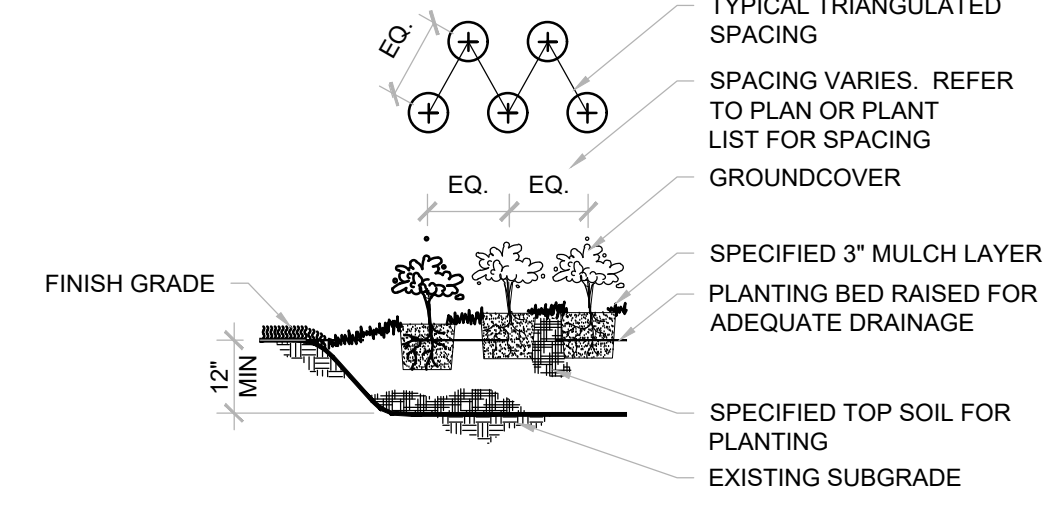 TYPICAL TRIANGULATED
SPACING
EQ.
SPACING VARIES. REFER
TO PLAN OR PLANT
LIST FOR SPACING
EQ. EQ.
GROUNDCOVER
SPECIFIED 3" MULCH LAYER
FINISH GRADE
PLANTING BED RAISED FOR
ADEQUATE DRAINAGE
12"
MIN
SPECIFIED TOP SOIL FOR
PLANTING
EXISTING SUBGRADE